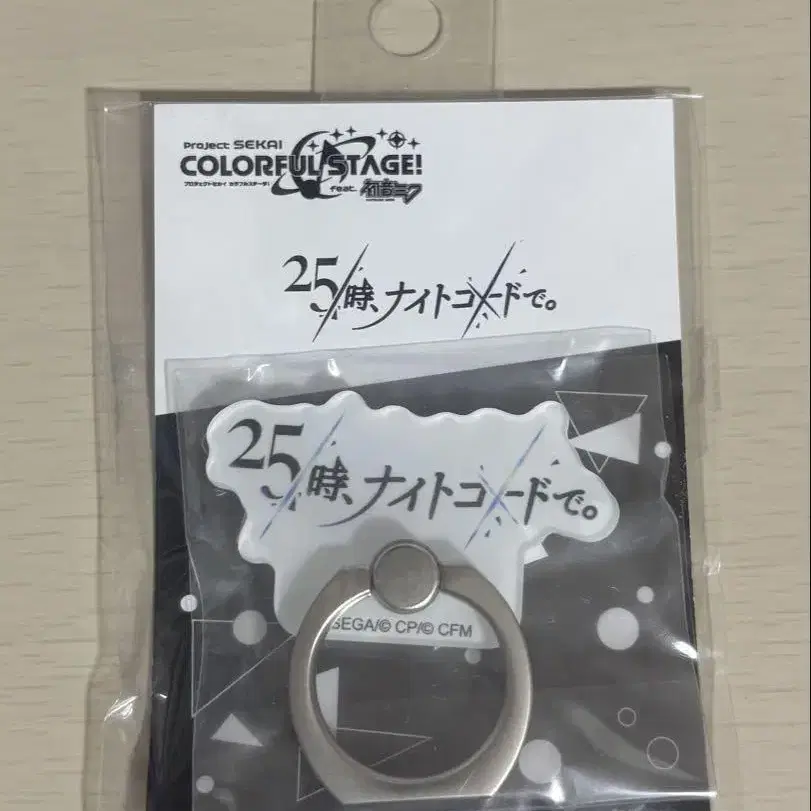 Project SEKAI
COLORFUL STAGE!
プロジェクトセカイ カラフルステージ!
feat. 初音ミク
25時、ナイトコードで。
25時、ナイトコードで。
SEGA/© CP/© CFM